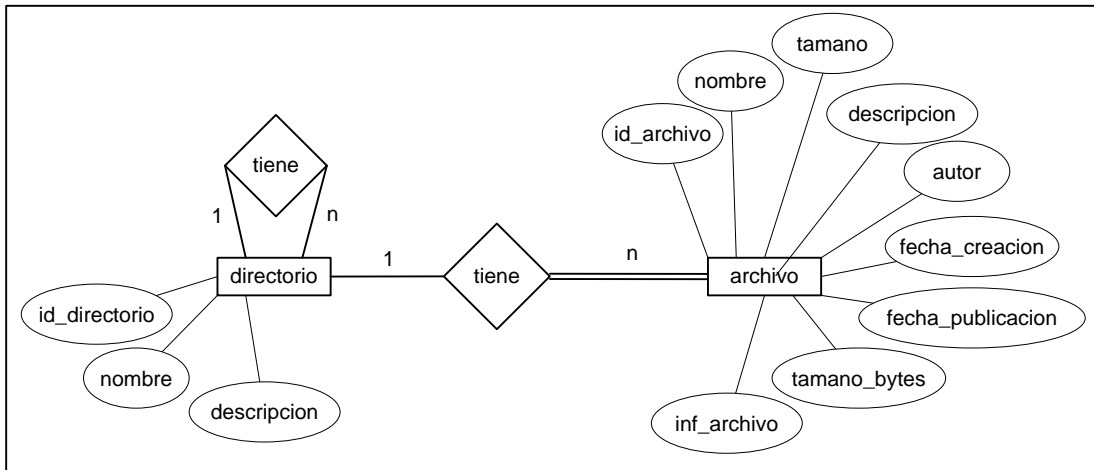 tamano
nombre
descripcion
id_archivo
tiene
autor
1
n
fecha_creacion
directorio
1
tiene
n
archivo
id_directorio
fecha_publicacion
nombre
tamano_bytes
descripcion
inf_archivo